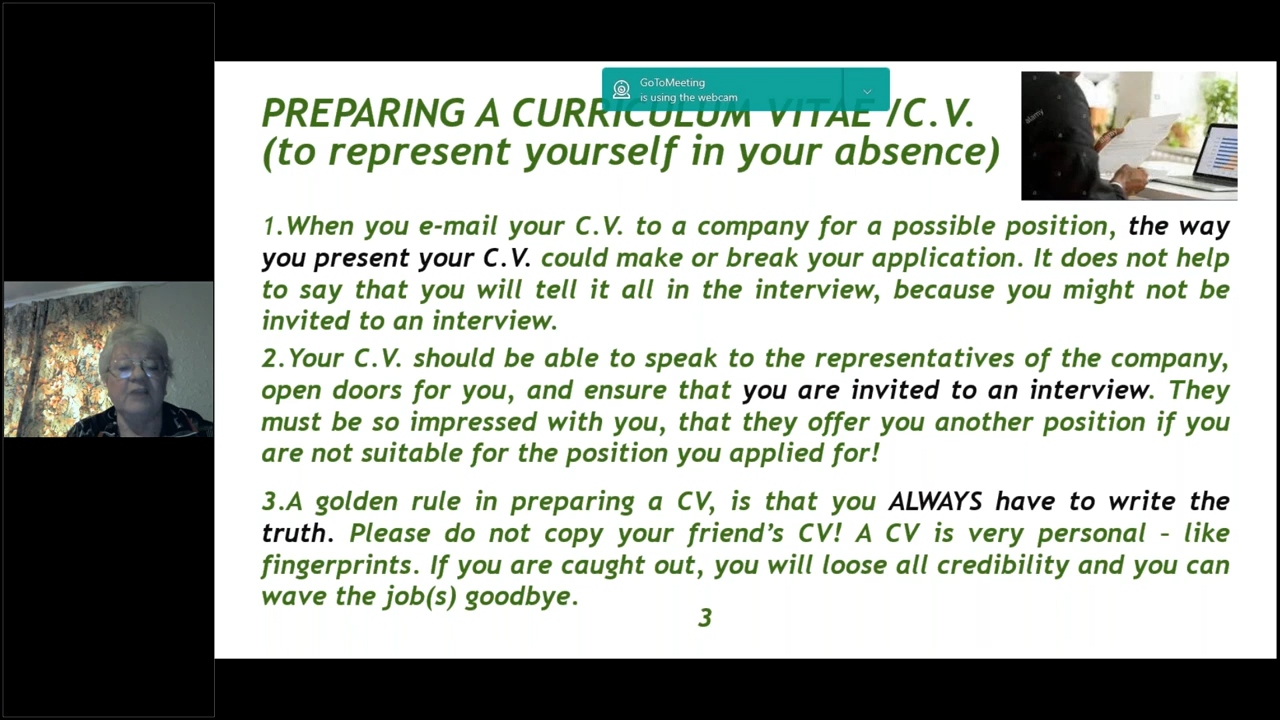 GoToMeeting
is using the webcam
PREPARING A CURRICULUM VITAE /C.V.
(to represent yourself in your absence)
alamy
1.When you e-mail your C.V. to a company for a possible position, the way
you present your C.V. could make or break your application. It does not help
to say that you will tell it all in the interview, because you might not be
invited to an interview.
2.Your C.V. should be able to speak to the representatives of the company,
open doors for you, and ensure that you are invited to an interview. They
must be so impressed with you, that they offer you another position if you
are not suitable for the position you applied for!
3.A golden rule in preparing a CV, is that you ALWAYS have to write the
truth. Please do not copy your friend’s CV! A CV is very personal – like
fingerprints. If you are caught out, you will loose all credibility and you can
wave the job(s) goodbye.
3